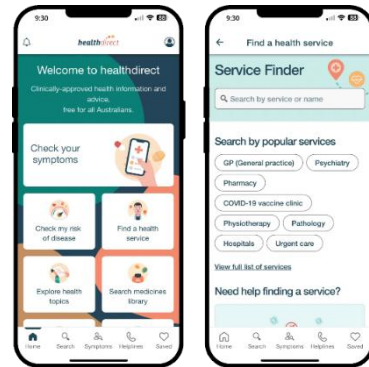 9:30
healthdirect
Welcome to healthdirect
Clinically-approved health information and
advice,
free for all Australians.
Check your
symptoms
Check my risk
of disease
Find a health
service
Explore health
topics
Search medicines
library
Home
Search
Symptoms
Helplines
Saved
9:30
Find a health service
Service Finder
Search by service or name
Search by popular services
GP (General practice)
Psychiatry
Pharmacy
COVID-19 vaccine clinic
Physiotherapy
Pathology
Hospitals
Urgent care
View full list of services
Need help finding a service?
Home
Search
Symptoms
Helplines
Saved